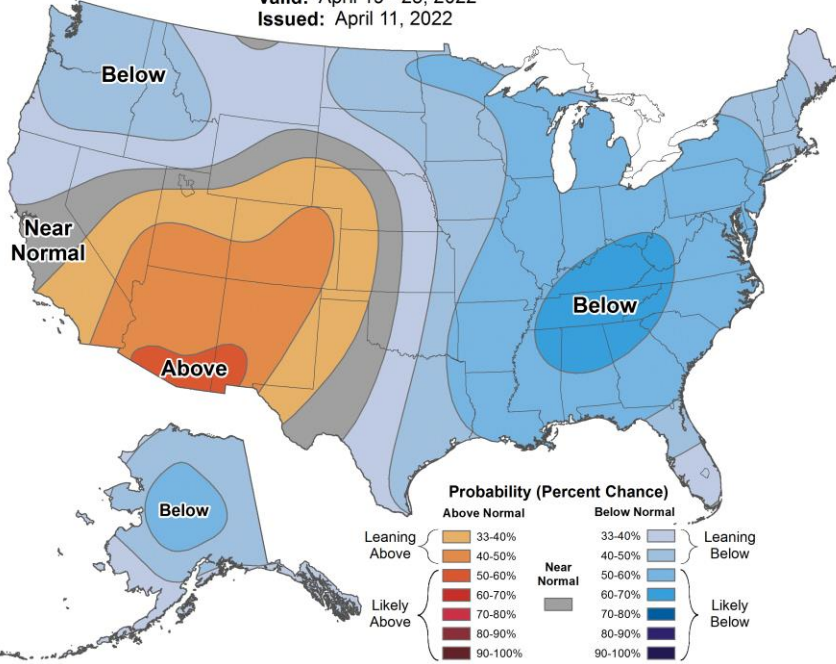 Issued: April 11, 2022
Below
Near
Normal
Below
Above
Below
Probability (Percent Chance)
Above Normal
Below Normal
Leaning
Above
33-40%
40-50%
Likely
Above
50-60%
60-70%
70-80%
80-90%
90-100%
Near
Normal
33-40%
40-50%
Leaning
Below
50-60%
60-70%
70-80%
80-90%
90-100%
Likely
Below